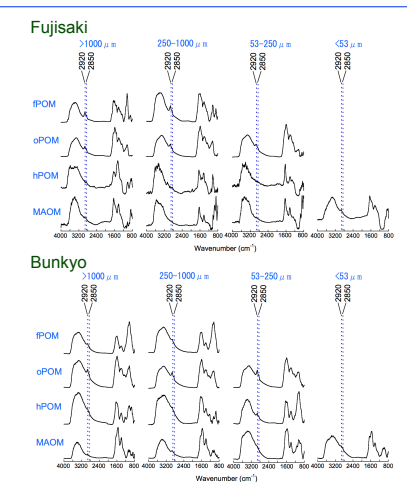 Fujisaki
>1000 μm 250-1000 μm 53-250 μm <53 μm
2920 2850 2920 2850 2920 2850 2920 2850
fPOM
oPOM
hPOM
MAOM
4000 3200 2400 1600 800 4000 3200 2400 1600 800 4000 3200 2400 1600 800 4000 3200 2400 1600 800
Wavenumber (cm⁻¹)
Bunkyo
>1000 μm 250-1000 μm 53-250 μm <53 μm
2920 2850 2920 2850 2920 2850 2920 2850
fPOM
oPOM
hPOM
MAOM
4000 3200 2400 1600 800 4000 3200 2400 1600 800 4000 3200 2400 1600 800 4000 3200 2400 1600 800
Wavenumber (cm⁻¹)